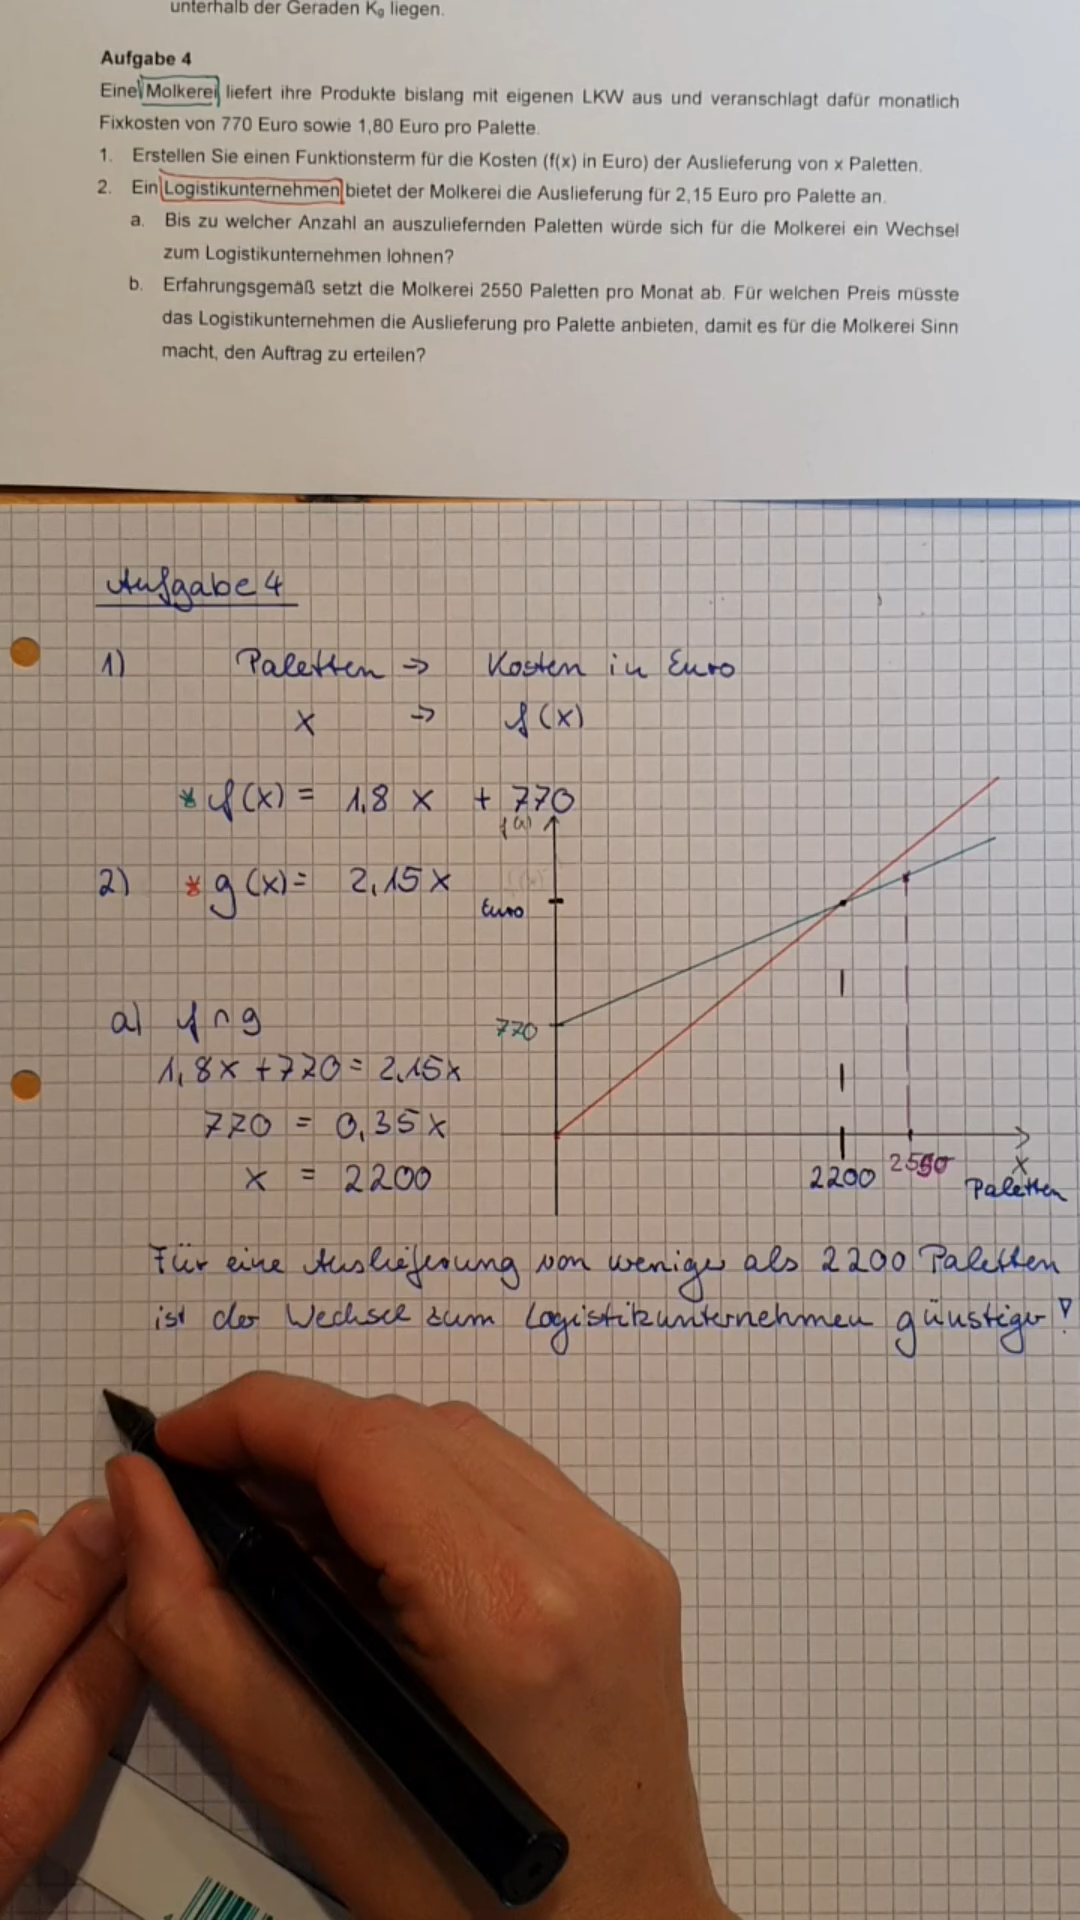 unterhalb der Geraden Kg liegen.
Aufgabe 4
Eine Molkerei liefert ihre Produkte bislang mit eigenen LKW aus und veranschlagt dafür monatlich
Fixkosten von 770 Euro sowie 1,80 Euro pro Palette.
1. Erstellen Sie einen Funktionsterm für die Kosten (f(x) in Euro) der Auslieferung von x Paletten.
2. Ein Logistikunternehmen bietet der Molkerei die Auslieferung für 2,15 Euro pro Palette an.
a. Bis zu welcher Anzahl an auszuliefernden Paletten würde sich für die Molkerei ein Wechsel
zum Logistikunternehmen lohnen?
b. Erfahrungsgemäß setzt die Molkerei 2550 Paletten pro Monat ab. Für welchen Preis müsste
das Logistikunternehmen die Auslieferung pro Palette anbieten, damit es für die Molkerei Sinn
macht, den Auftrag zu erteilen?
Aufgabe 4
1) Paletten → Kosten in Euro
x → f(x)
* f(x) = 1,8 x + 770
f(x)
2) * g(x) = 2,15x
Euro
a) f ∩ g
770
1,8x + 770 = 2,15x
770 = 0,35x
x = 2200
2200 2550 x
Paletten
Für eine Auslieferung von weniger als 2200 Paletten
ist der Wechsel zum Logistikunternehmen günstiger!